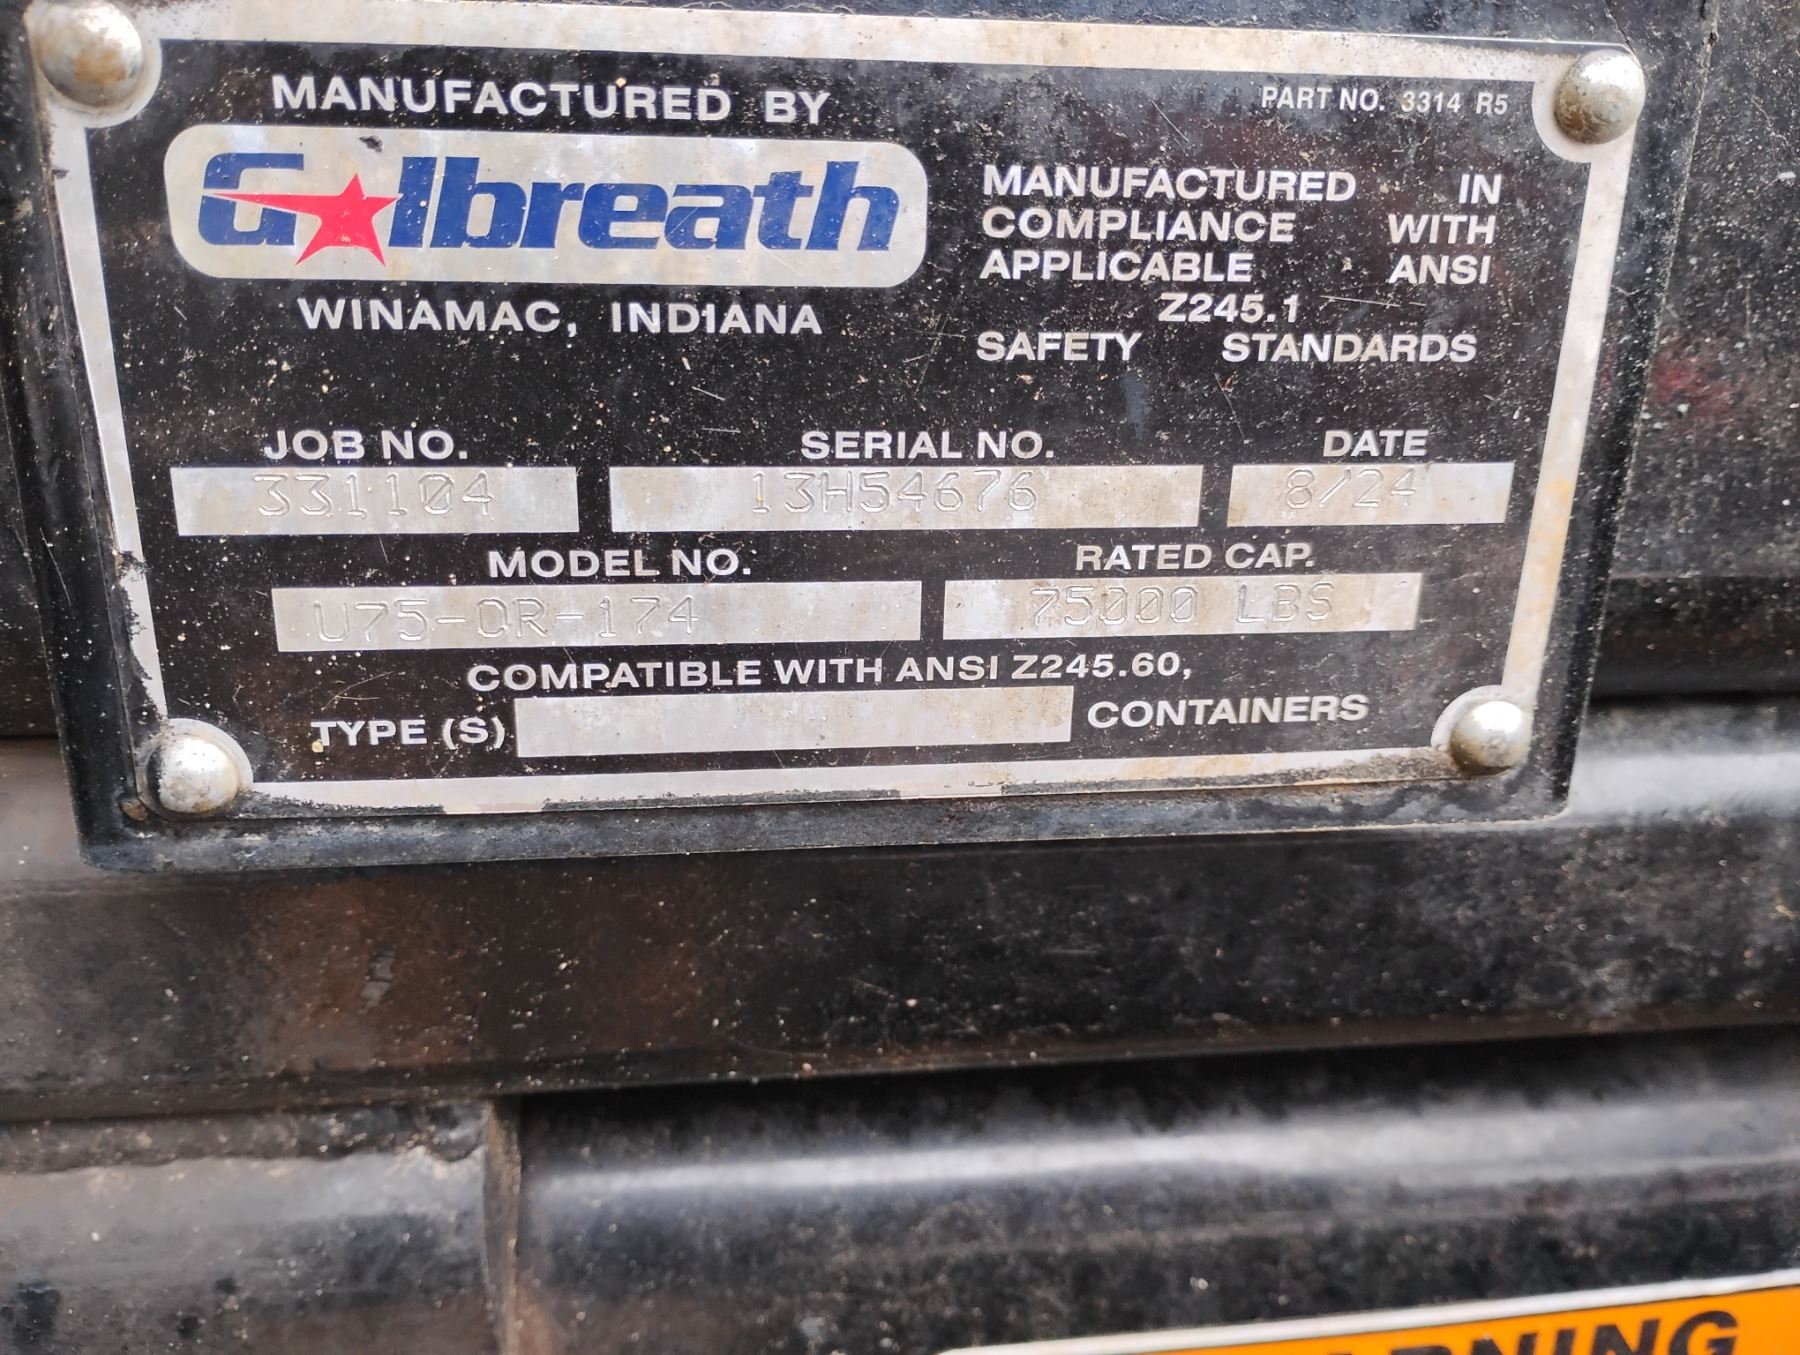 MANUFACTURED BY
PART NO. 3314 R5
Galbreath
WINAMAC, INDIANA
MANUFACTURED IN
COMPLIANCE WITH
APPLICABLE ANSI
Z245.1
SAFETY STANDARDS
JOB NO. SERIAL NO. DATE
331104 13H54676 8/24
MODEL NO. RATED CAP.
U75-OR-174 75000 LBS
COMPATIBLE WITH ANSI Z245.60,
TYPE (S) CONTAINERS